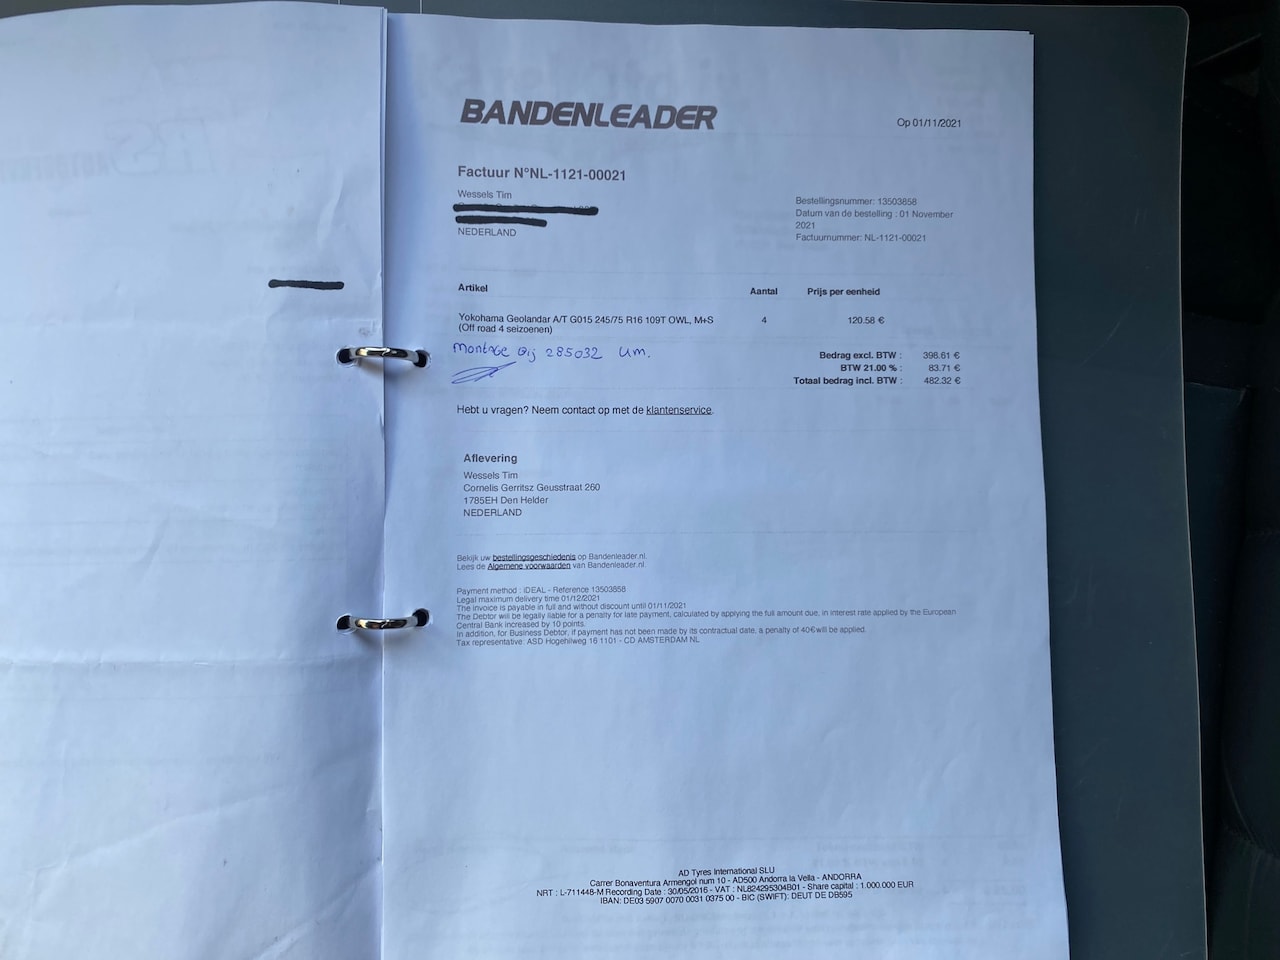 BANDENLEADER
Op 01/11/2021
Factuur N°NL-1121-00021
Wessels Tim
NEDERLAND
Bestellingsnummer: 13503858
Datum van de bestelling : 01 November
2021
Factuurnummer: NL-1121-00021
Artikel Aantal Prijs per eenheid
Yokohama Geolandar A/T G015 245/75 R16 109T OWL, M+S 4 120.58 €
(Off road 4 seizoenen)
Montage bij 285032 um.
Bedrag excl. BTW : 398.61 €
BTW 21.00 % : 83.71 €
Totaal bedrag incl. BTW : 482.32 €
Hebt u vragen? Neem contact op met de klantenservice.
Aflevering
Wessels Tim
Cornelis Gerritsz Geusstraat 260
1785EH Den Helder
NEDERLAND
Bekijk uw bestellingsgeschiedenis op Bandenleader.nl.
Lees de Algemene voorwaarden van Bandenleader.nl.
Payment method : iDEAL - Reference 13503858
Legal maximum delivery time 01/12/2021
The invoice is payable in full and without discount until 01/11/2021
The Debtor will be legally liable for a penalty for late payment, calculated by applying the full amount due, in interest rate applied by the European
Central Bank increased by 10 points.
In addition, for Business Debtor, if payment has not been made by its contractual date, a penalty of 40€ will be applied.
Tax representative: ASD Hogehilweg 16 1101 - CD AMSTERDAM NL
AD Tyres International SLU
Carrer Bonaventura Armengol num 10 - AD500 Andorra la Vella - ANDORRA
NRT : L-711448-M Recording Date : 30/05/2016 - VAT : NL824295304B01 - Share capital : 1.000.000 EUR
IBAN: DE03 5907 0070 0031 0375 00 - BIC (SWIFT): DEUT DE DB595